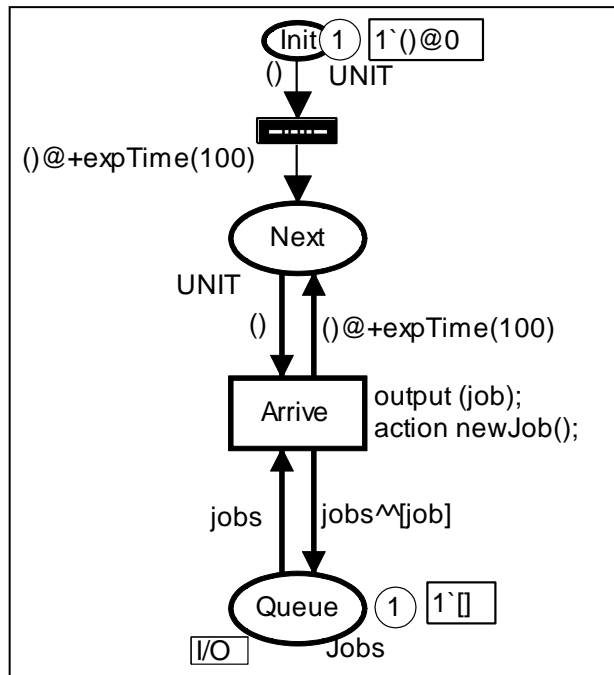 Init 1 1`()@0
() UNIT
()@+expTime(100)
Next
UNIT
() ()@+expTime(100)
Arrive output (job);
action newJob();
jobs jobs^^[job]
Queue 1 1`[]
I/O Jobs